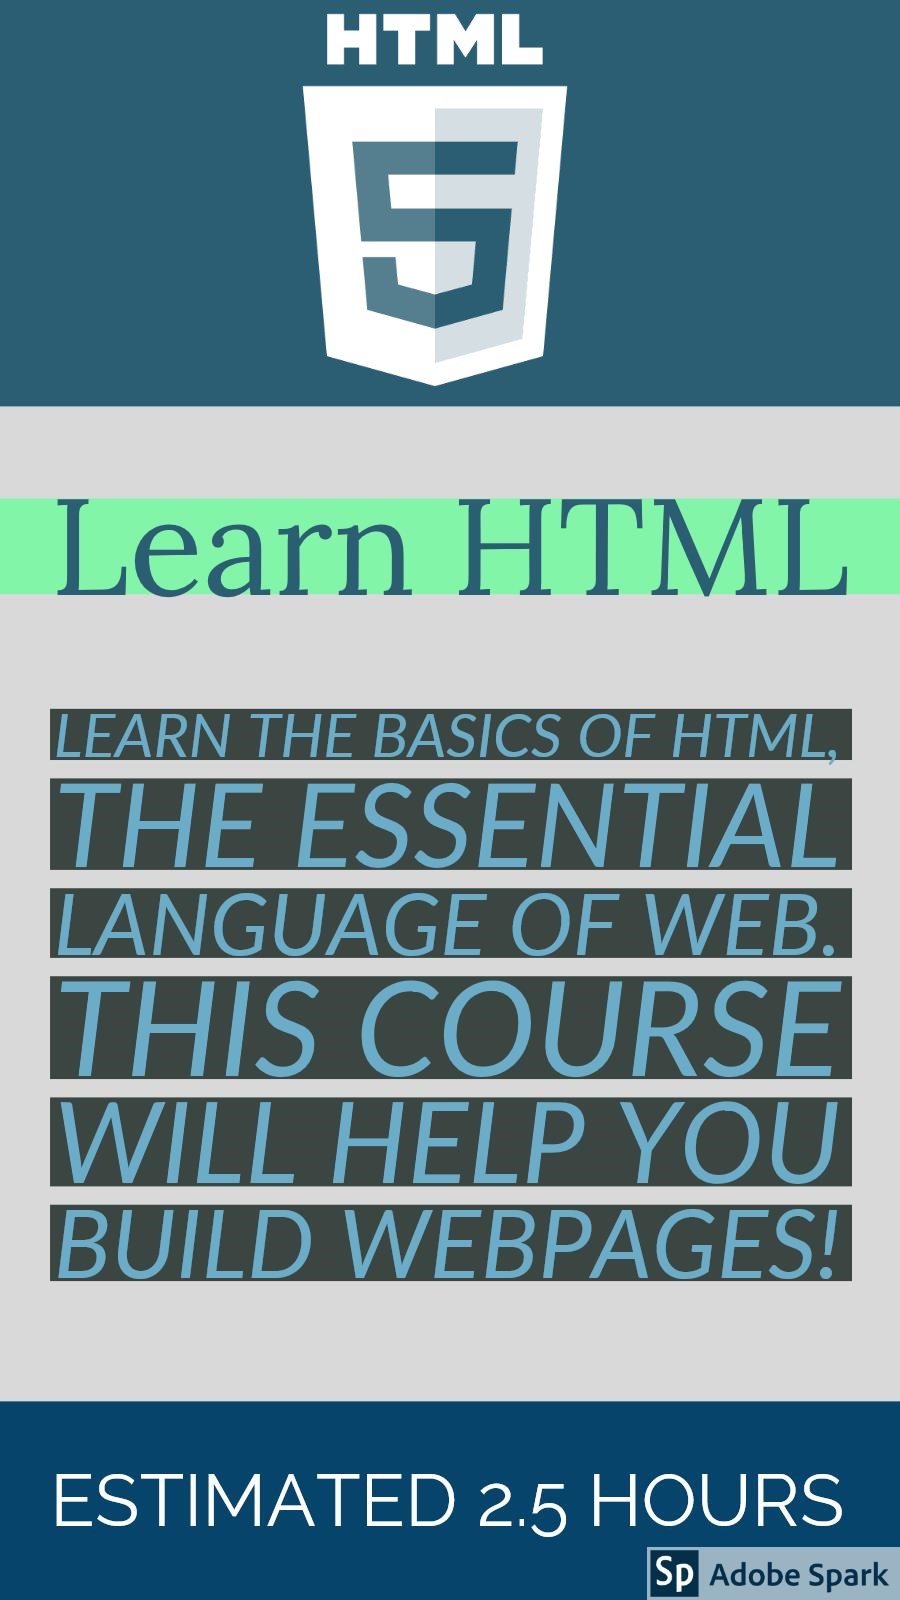 HTML
5
Learn HTML
LEARN THE BASICS OF HTML,
THE ESSENTIAL
LANGUAGE OF WEB.
THIS COURSE
WILL HELP YOU
BUILD WEBPAGES!
ESTIMATED 2.5 HOURS
Sp Adobe Spark